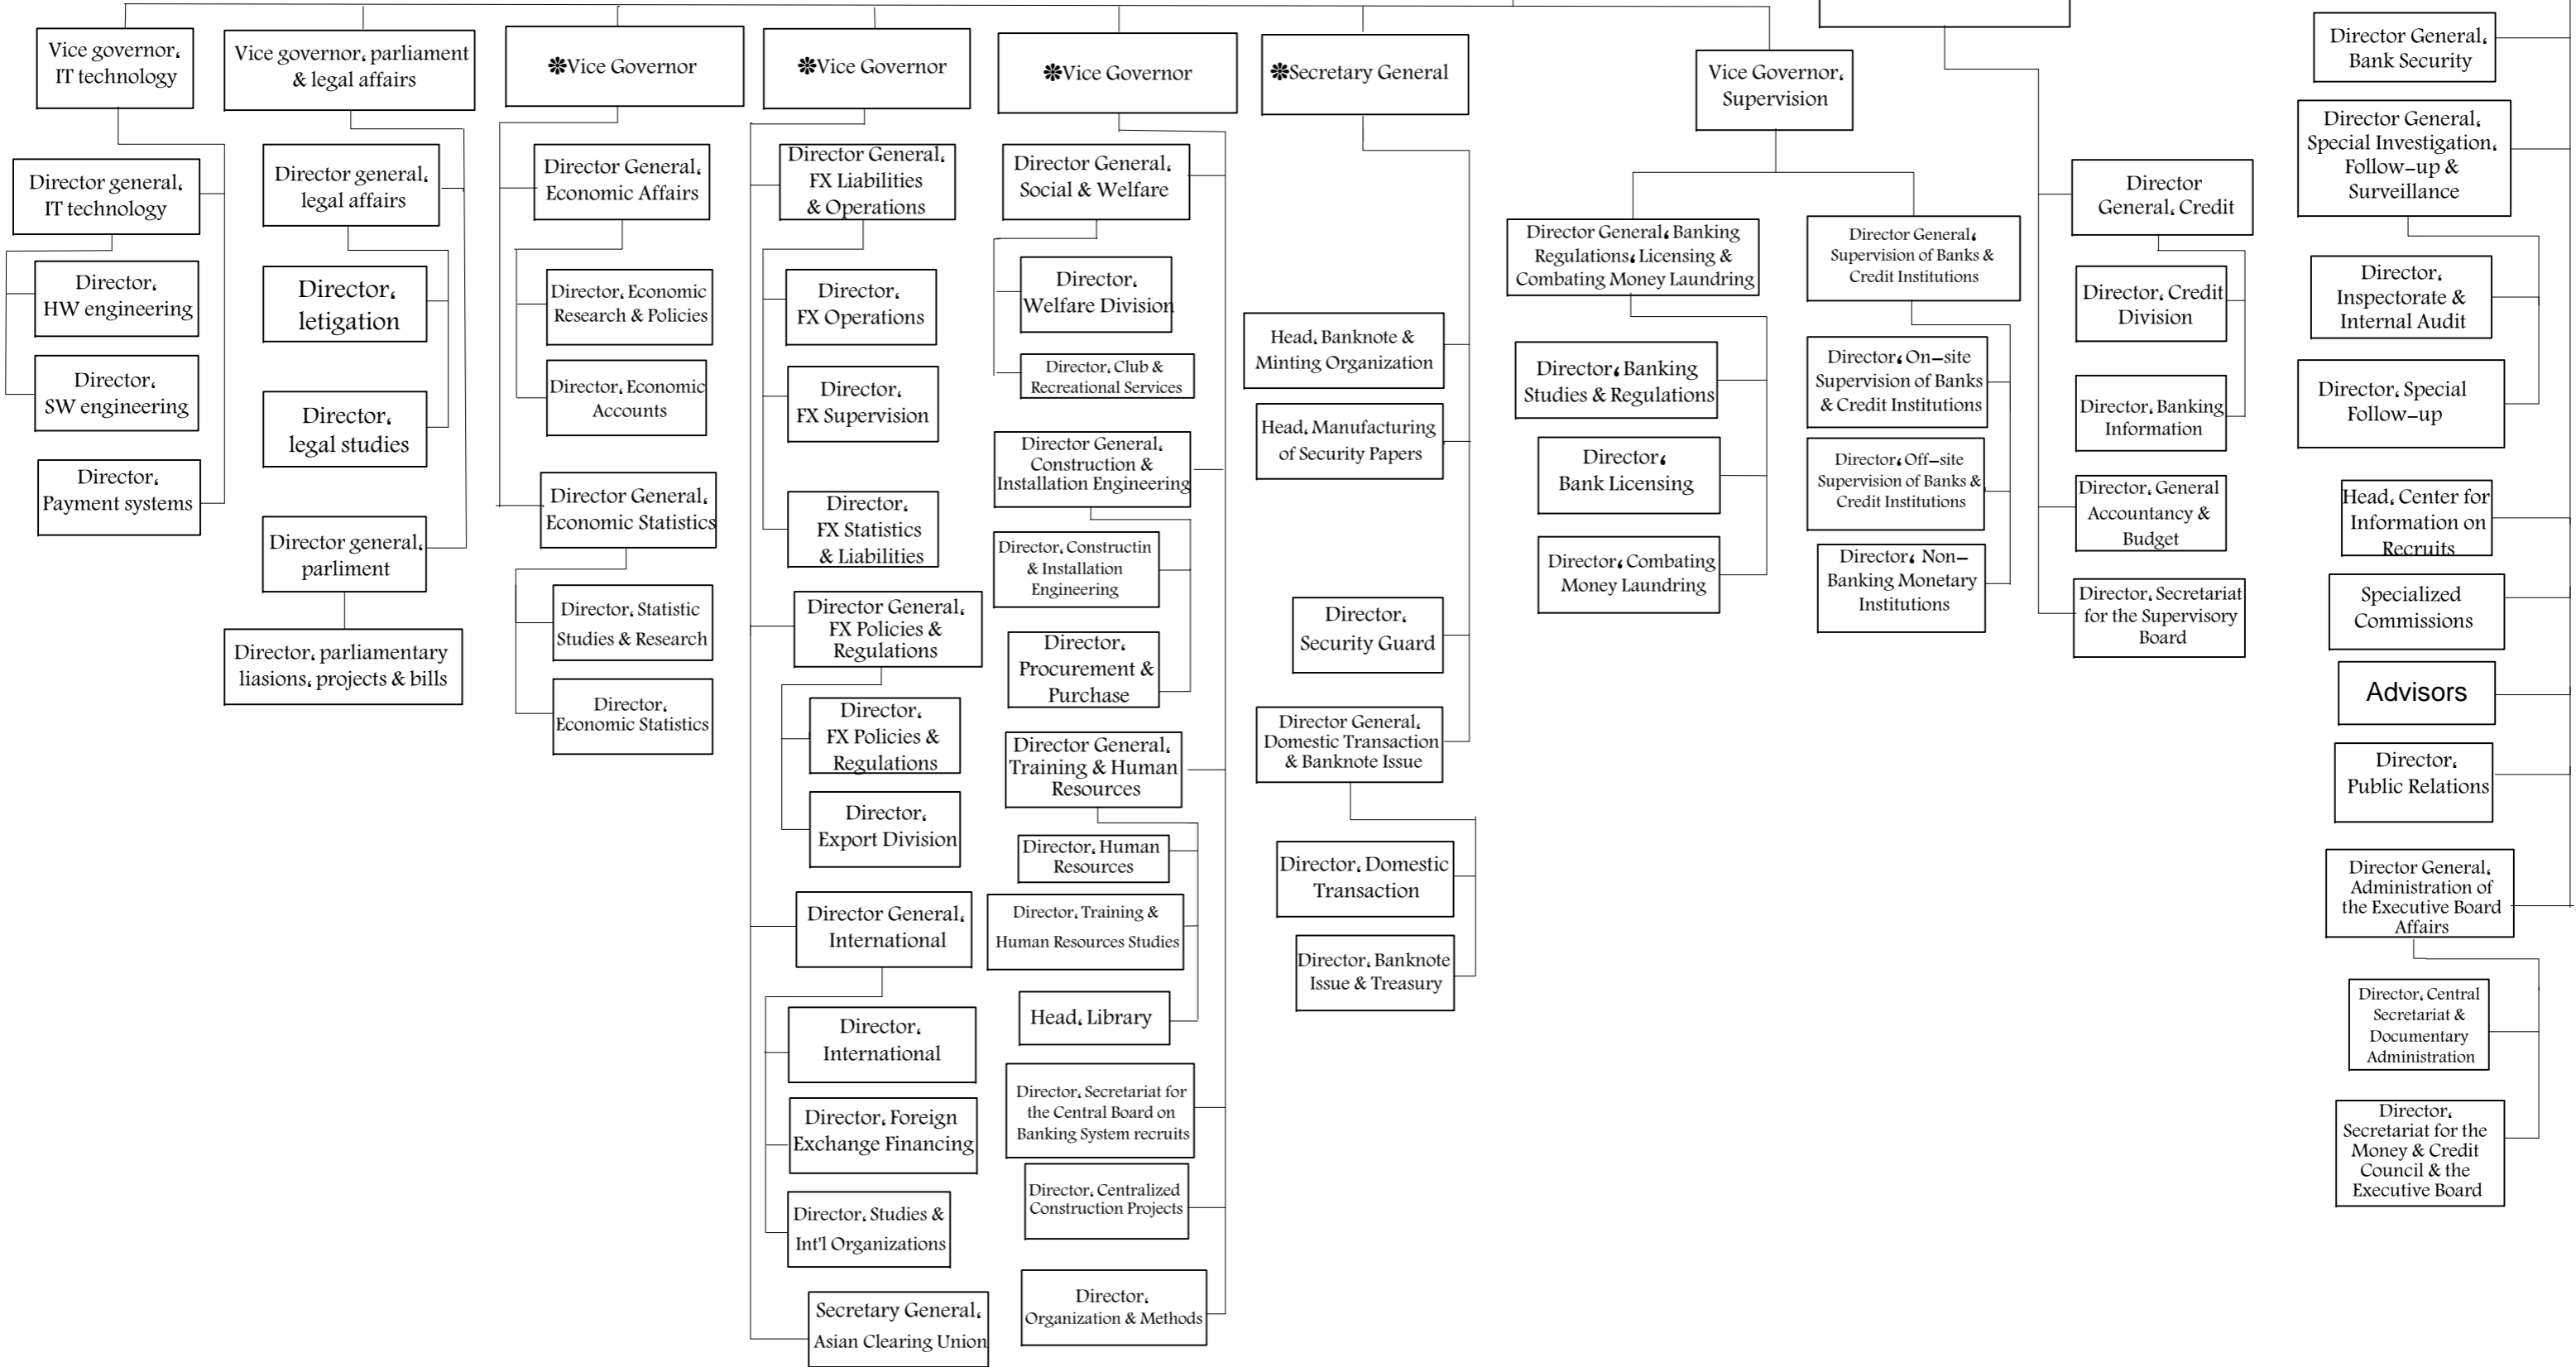 Vice governor,
IT technology
Director general,
IT technology
Director,
HW engineering
Director,
SW engineering
Director,
Payment systems
Vice governor, parliament
& legal affairs
Director general,
legal affairs
Director,
letigation
Director,
legal studies
Director general,
parliment
Director, parliamentary
liasions, projects & bills
✽Vice Governor
Director General,
Economic Affairs
Director, Economic
Research & Policies
Director, Economic
Accounts
Director General,
Economic Statistics
Director, Statistic
Studies & Research
Director,
Economic Statistics
✽Vice Governor
Director General,
FX Liabilities
& Operations
Director,
FX Operations
Director,
FX Supervision
Director,
FX Statistics
& Liabilities
Director General,
FX Policies &
Regulations
Director,
FX Policies &
Regulations
Director,
Export Division
Director General,
International
Director,
International
Director, Foreign
Exchange Financing
Director, Studies &
Int'l Organizations
Secretary General,
Asian Clearing Union
✽Vice Governor
Director General,
Social & Welfare
Director,
Welfare Division
Director, Club &
Recreational Services
Director General,
Construction &
Installation Engineering
Director, Constructin
& Installation
Engineering
Director,
Procurement &
Purchase
Director General,
Training & Human
Resources
Director, Human
Resources
Director, Training &
Human Resources Studies
Head, Library
Director, Secretariat for
the Central Board on
Banking System recruits
Director, Centralized
Construction Projects
Director,
Organization & Methods
✽Secretary General
Head, Banknote &
Minting Organization
Head, Manufacturing
of Security Papers
Director,
Security Guard
Director General,
Domestic Transaction
& Banknote Issue
Director, Domestic
Transaction
Director, Banknote
Issue & Treasury
Vice Governor,
Supervision
Director General, Banking
Regulations, Licensing &
Combating Money Laundring
Director, Banking
Studies & Regulations
Director,
Bank Licensing
Director, Combating
Money Laundring
Director General,
Supervision of Banks &
Credit Institutions
Director, On-site
Supervision of Banks
& Credit Institutions
Director, Off-site
Supervision of Banks &
Credit Institutions
Director, Non-
Banking Monetary
Institutions
Director
General, Credit
Director, Credit
Division
Director, Banking
Information
Director, General
Accountancy &
Budget
Director, Secretariat
for the Supervisory
Board
Director General,
Bank Security
Director General,
Special Investigation,
Follow-up &
Surveillance
Director,
Inspectorate &
Internal Audit
Director, Special
Follow-up
Head, Center for
Information on
Recruits
Specialized
Commissions
Advisors
Director,
Public Relations
Director General,
Administration of
the Executive Board
Affairs
Director, Central
Secretariat &
Documentary
Administration
Director,
Secretariat for the
Money & Credit
Council & the
Executive Board